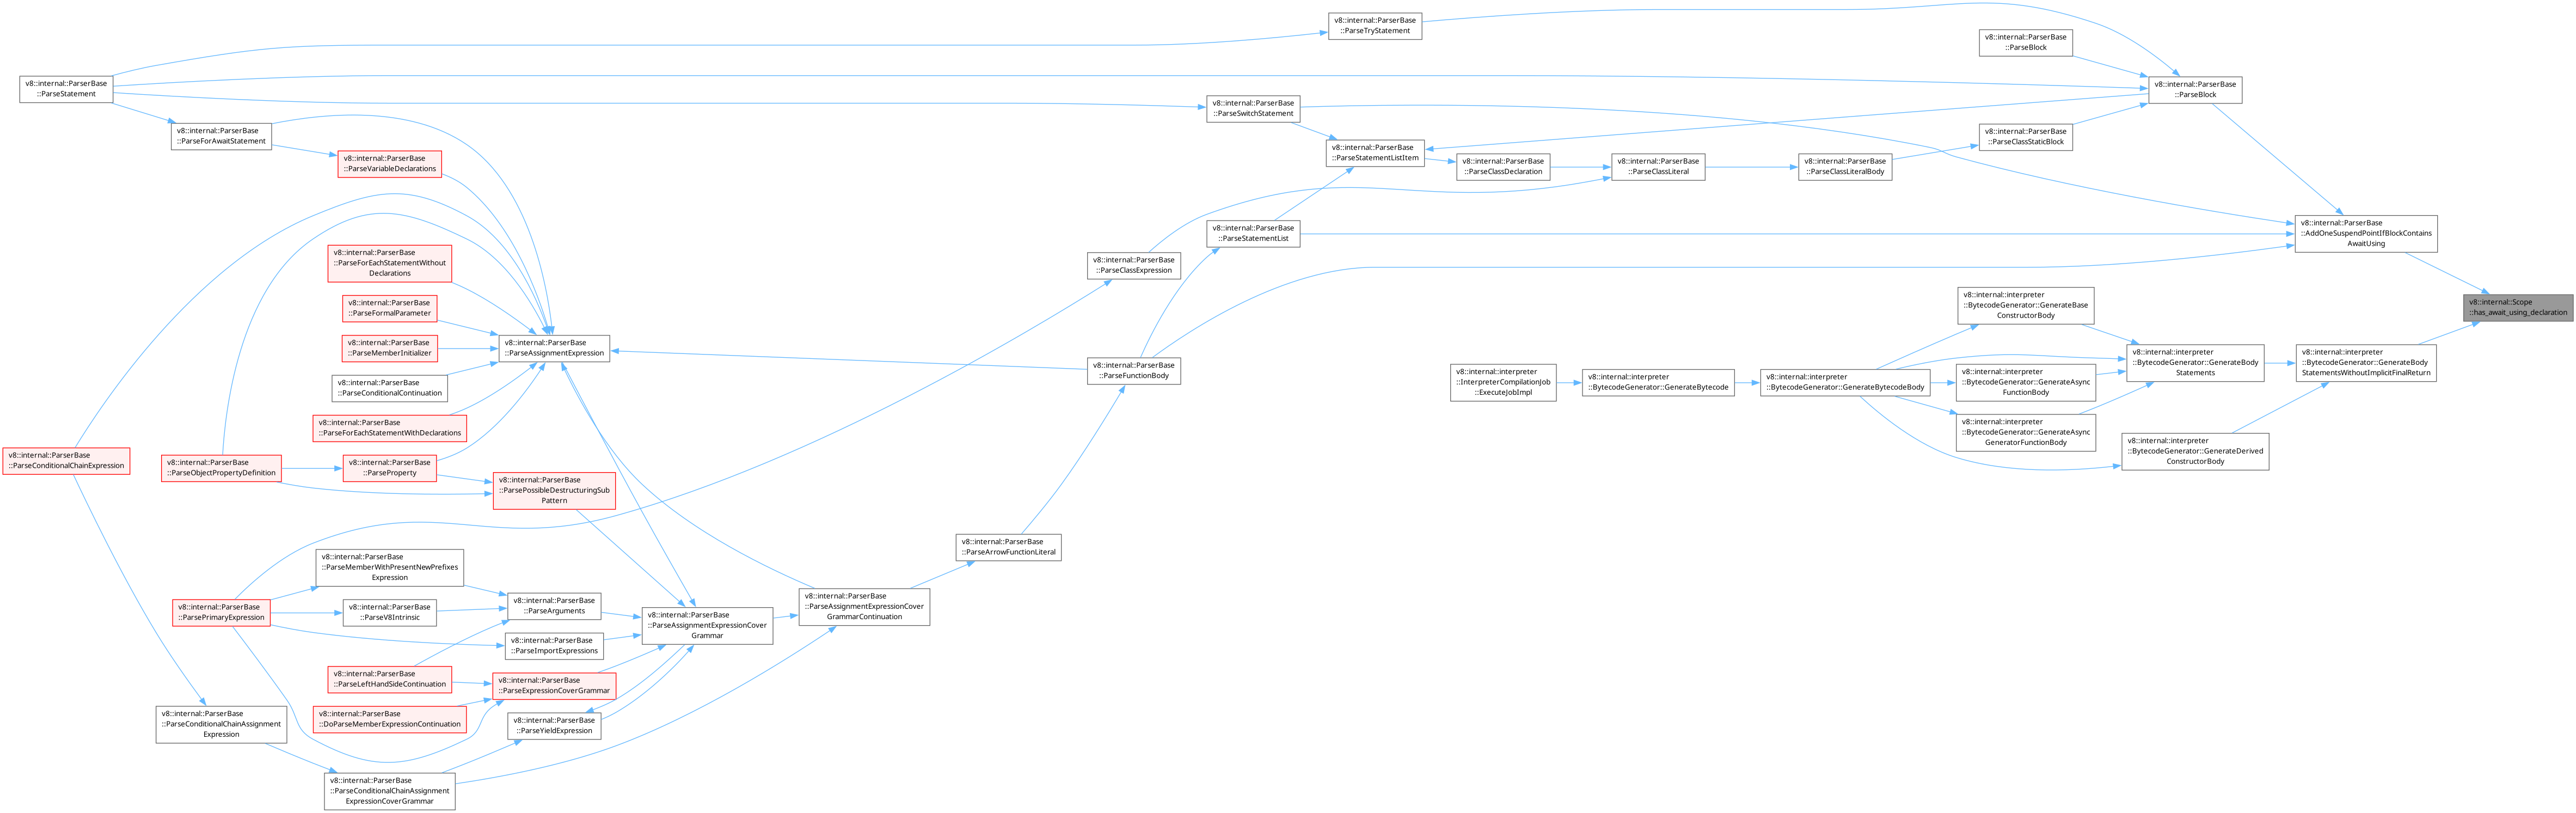 v8::internal::ParserBase
::ParseTryStatement
v8::internal::ParserBase
::ParseBlock
v8::internal::ParserBase
::ParseStatement
v8::internal::ParserBase
::ParseBlock
v8::internal::ParserBase
::ParseSwitchStatement
v8::internal::ParserBase
::ParseForAwaitStatement
v8::internal::ParserBase
::ParseClassStaticBlock
v8::internal::ParserBase
::ParseStatementListItem
v8::internal::ParserBase
::ParseVariableDeclarations
v8::internal::ParserBase
::ParseClassDeclaration
v8::internal::ParserBase
::ParseClassLiteral
v8::internal::ParserBase
::ParseClassLiteralBody
v8::internal::ParserBase
::ParseStatementList
v8::internal::ParserBase
::AddOneSuspendPointIfBlockContains
AwaitUsing
v8::internal::ParserBase
::ParseForEachStatementWithout
Declarations
v8::internal::ParserBase
::ParseClassExpression
v8::internal::Scope
::has_await_using_declaration
v8::internal::interpreter
::BytecodeGenerator::GenerateBase
ConstructorBody
v8::internal::ParserBase
::ParseFormalParameter
v8::internal::ParserBase
::ParseMemberInitializer
v8::internal::ParserBase
::ParseAssignmentExpression
v8::internal::interpreter
::BytecodeGenerator::GenerateBody
Statements
v8::internal::interpreter
::BytecodeGenerator::GenerateBody
StatementsWithoutImplicitFinalReturn
v8::internal::ParserBase
::ParseFunctionBody
v8::internal::ParserBase
::ParseConditionalContinuation
v8::internal::interpreter
::InterpreterCompilationJob
::ExecuteJobImpl
v8::internal::interpreter
::BytecodeGenerator::GenerateBytecode
v8::internal::interpreter
::BytecodeGenerator::GenerateBytecodeBody
v8::internal::interpreter
::BytecodeGenerator::GenerateAsync
FunctionBody
v8::internal::ParserBase
::ParseForEachStatementWithDeclarations
v8::internal::interpreter
::BytecodeGenerator::GenerateAsync
GeneratorFunctionBody
v8::internal::interpreter
::BytecodeGenerator::GenerateDerived
ConstructorBody
v8::internal::ParserBase
::ParseConditionalChainExpression
v8::internal::ParserBase
::ParseObjectPropertyDefinition
v8::internal::ParserBase
::ParseProperty
v8::internal::ParserBase
::ParsePossibleDestructuringSub
Pattern
v8::internal::ParserBase
::ParseArrowFunctionLiteral
v8::internal::ParserBase
::ParseMemberWithPresentNewPrefixes
Expression
v8::internal::ParserBase
::ParsePrimaryExpression
v8::internal::ParserBase
::ParseV8Intrinsic
v8::internal::ParserBase
::ParseArguments
v8::internal::ParserBase
::ParseAssignmentExpressionCover
GrammarContinuation
v8::internal::ParserBase
::ParseAssignmentExpressionCover
Grammar
v8::internal::ParserBase
::ParseImportExpressions
v8::internal::ParserBase
::ParseLeftHandSideContinuation
v8::internal::ParserBase
::ParseExpressionCoverGrammar
v8::internal::ParserBase
::DoParseMemberExpressionContinuation
v8::internal::ParserBase
::ParseYieldExpression
v8::internal::ParserBase
::ParseConditionalChainAssignment
Expression
v8::internal::ParserBase
::ParseConditionalChainAssignment
ExpressionCoverGrammar